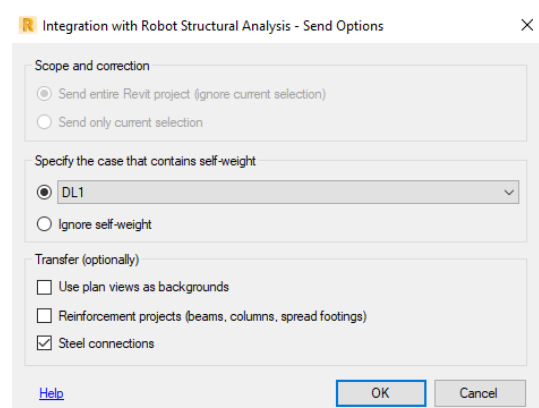 R Integration with Robot Structural Analysis - Send Options
Scope and correction
Send entire Revit project (ignore current selection)
Send only current selection
Specify the case that contains self-weight
DL1
Ignore self-weight
Transfer (optionally)
Use plan views as backgrounds
Reinforcement projects (beams, columns, spread footings)
Steel connections
Help OK Cancel